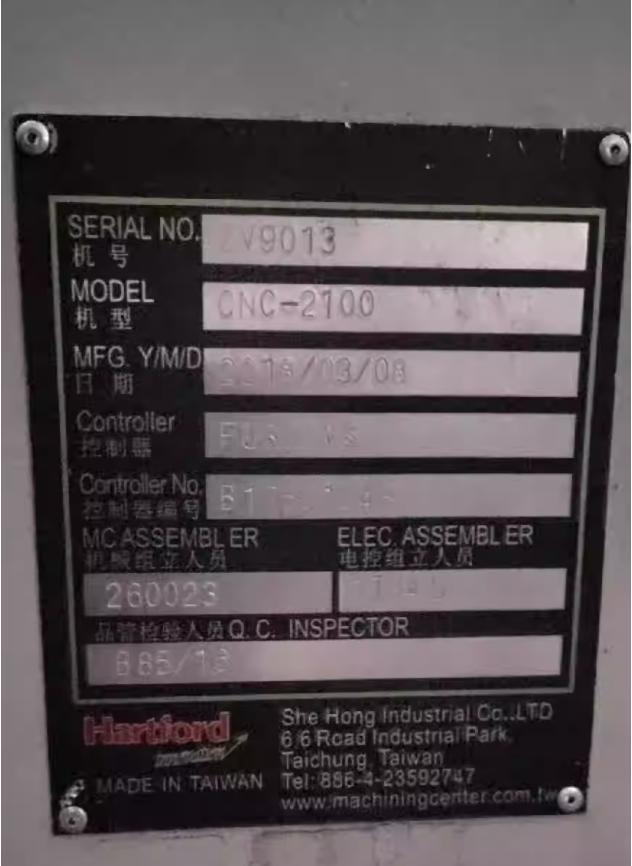 SERIAL NO.
机号
MODEL CNC-2100
机型
MFG. Y/M/D
日期
Controller
控制器
Controller No.
控制器编号
MC ASSEMBLER ELEC. ASSEMBLER
机械组立人员 电控组立人员
260023
品管检验人员 Q.C. INSPECTOR
Hartford
innovation
MADE IN TAIWAN
She Hong Industrial Co.,LTD
6 6 Road Industrial Park,
Taichung, Taiwan
Tel: 886-4-23592747
www.machiningcenter.com.tw